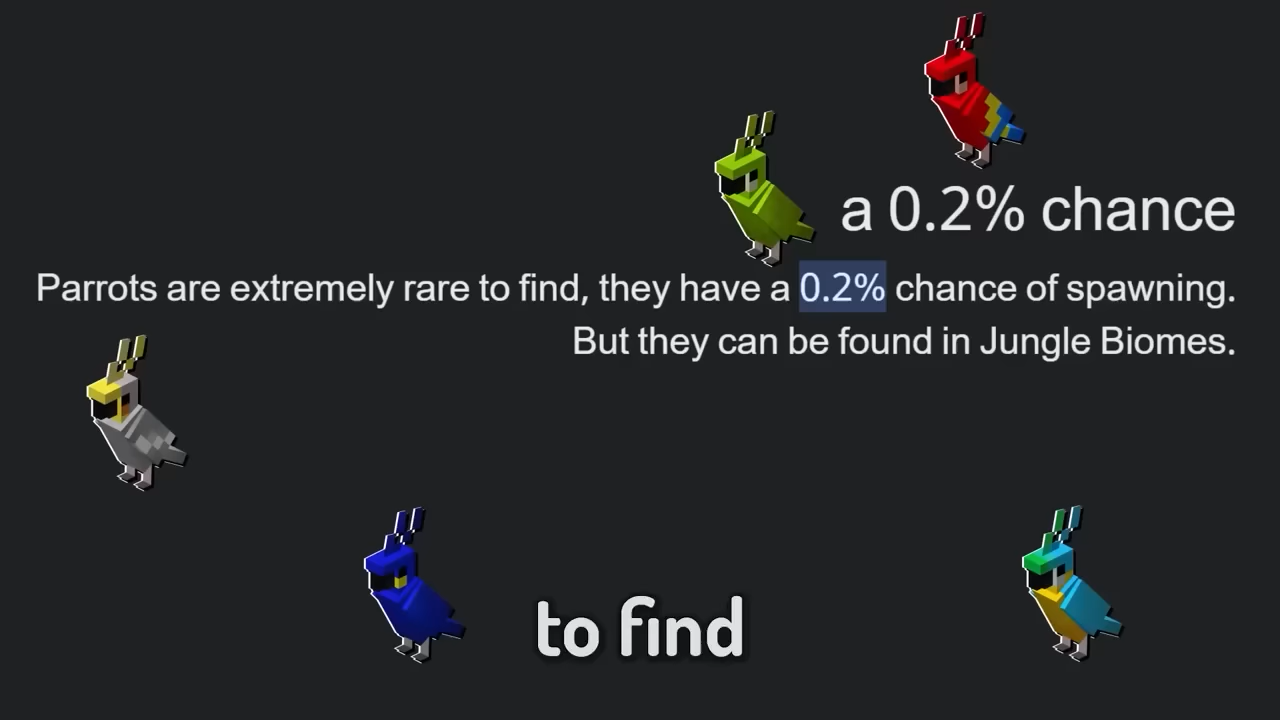 a 0.2% chance
Parrots are extremely rare to find, they have a 0.2% chance of spawning.
But they can be found in Jungle Biomes.
to find